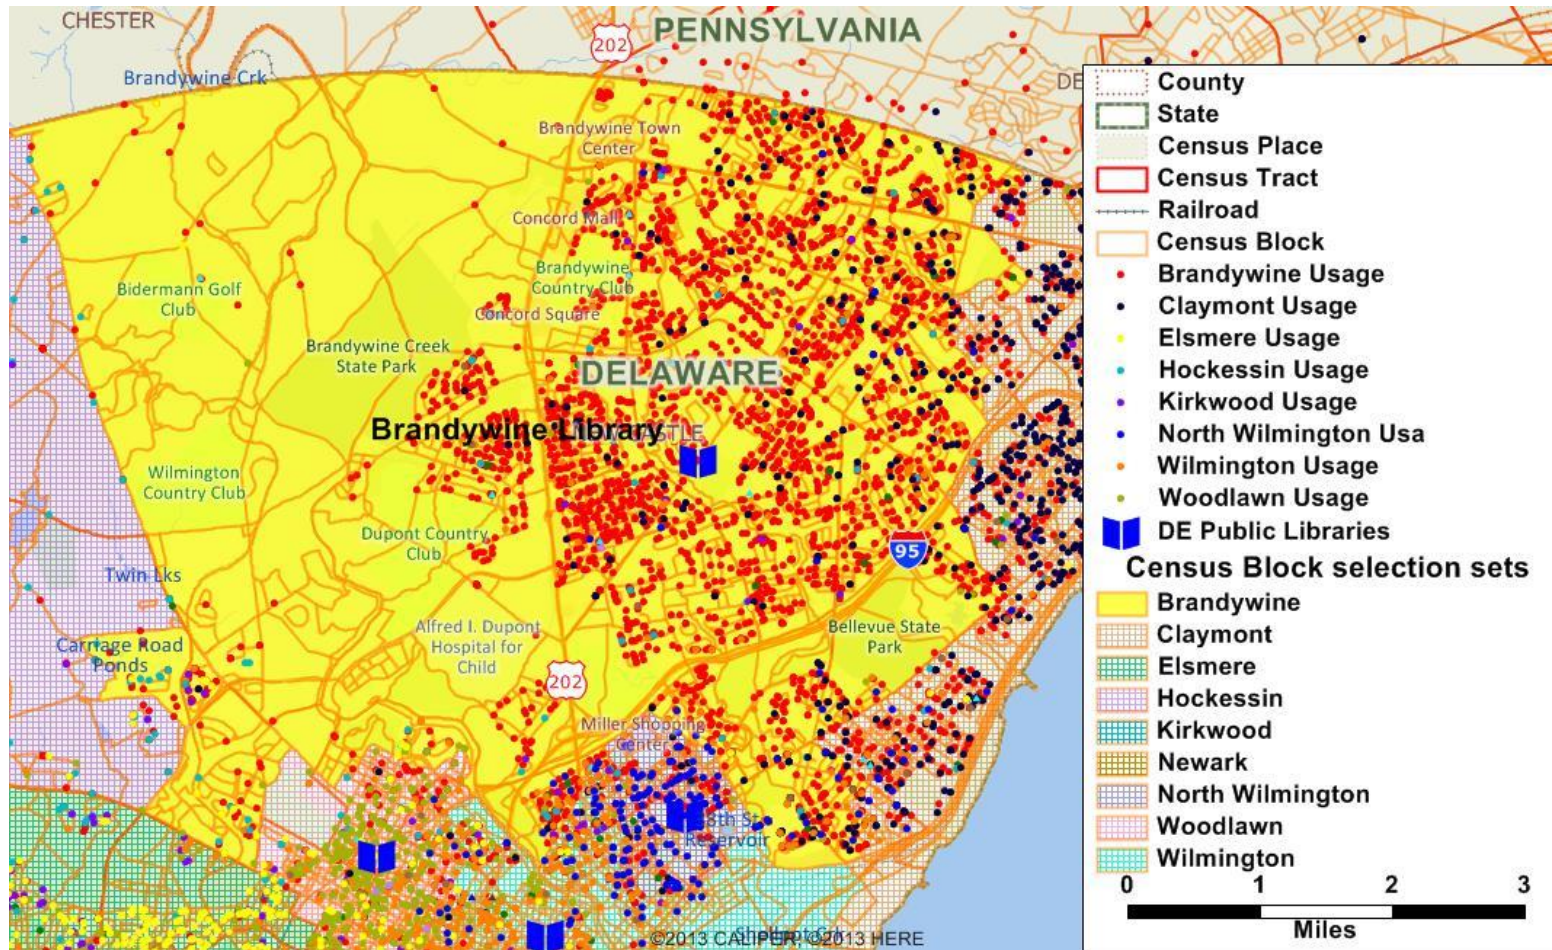 CHESTER
202
PENNSYLVANIA
Brandywine Crk
DE
Brandywine Town
Center
Concord Mall
Brandywine
Country Club
Bidermann Golf
Club
Concord Square
Brandywine Creek
State Park
DELAWARE
Brandywine Library
Wilmington
Country Club
Dupont Country
Club
95
Twin Lks
Alfred I. Dupont
Hospital for
Child
Bellevue State
Park
Carriage Road
Ponds
202
Miller Shopping
Center
8th St
Reservoir
©2013 CALIPER; ©2013 HERE
County
State
Census Place
Census Tract
Railroad
Census Block
Brandywine Usage
Claymont Usage
Elsmere Usage
Hockessin Usage
Kirkwood Usage
North Wilmington Usa
Wilmington Usage
Woodlawn Usage
DE Public Libraries
Census Block selection sets
Brandywine
Claymont
Elsmere
Hockessin
Kirkwood
Newark
North Wilmington
Woodlawn
Wilmington
0 1 2 3
Miles